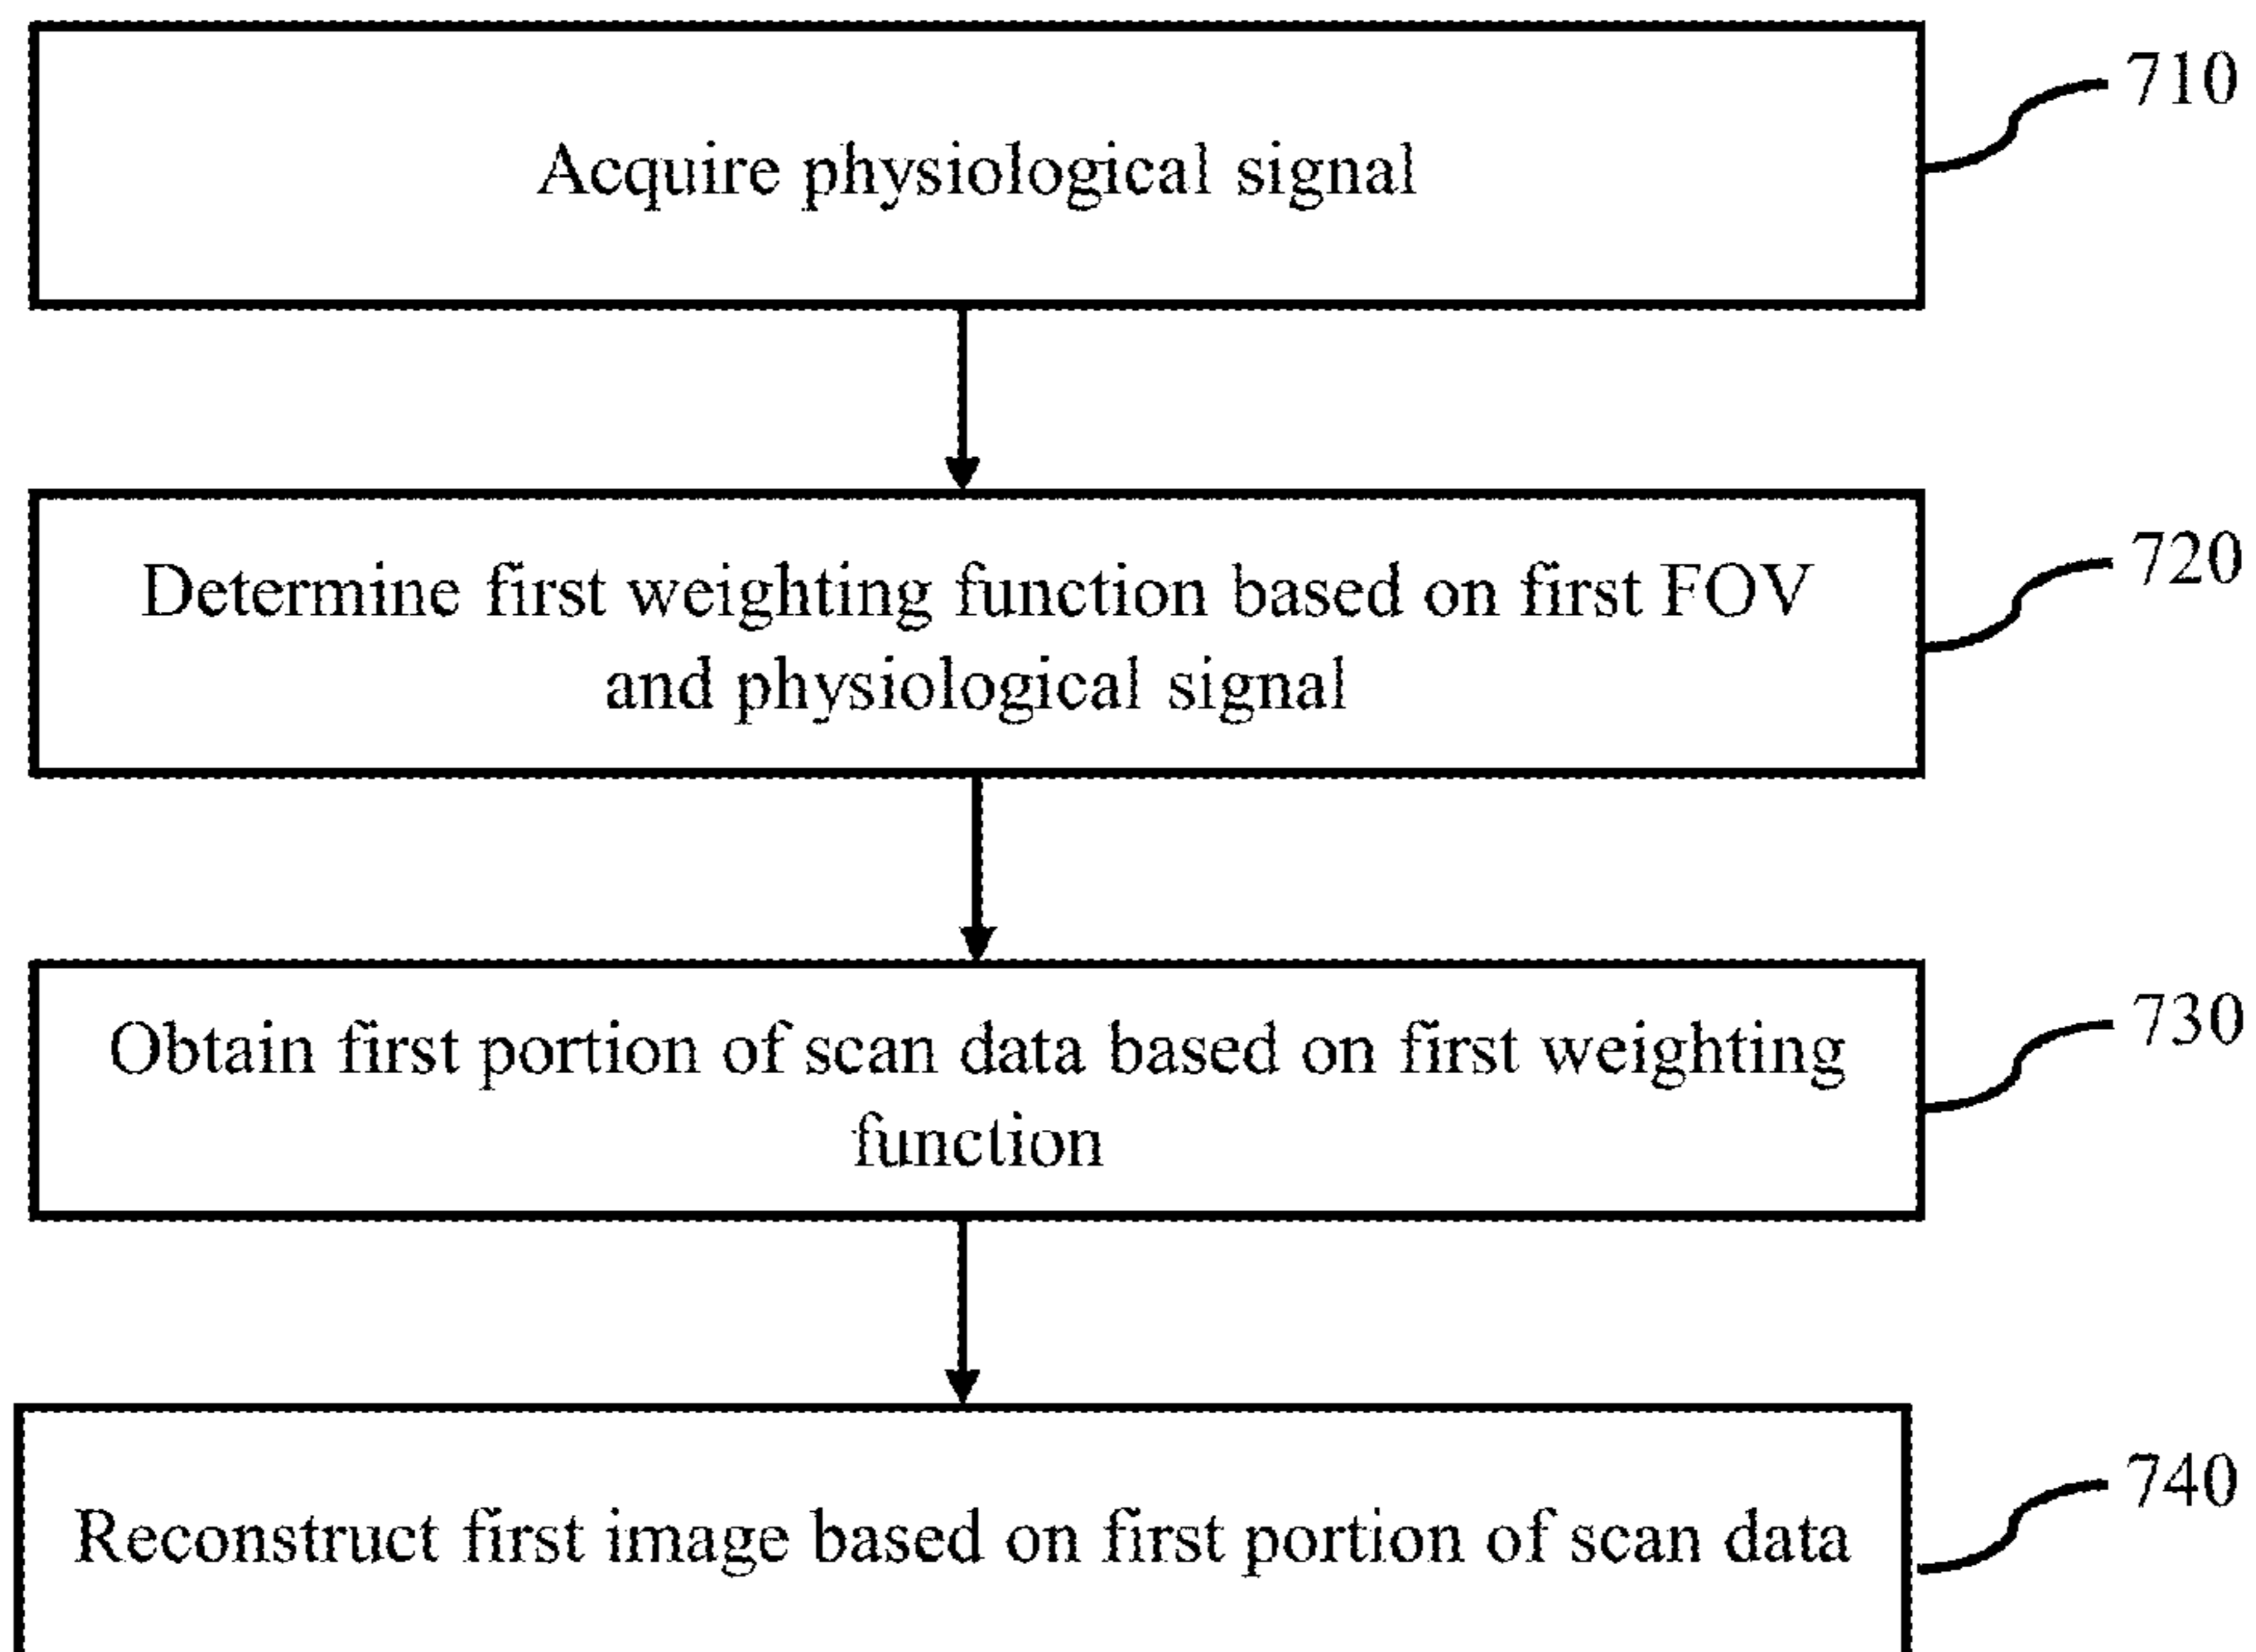 Acquire physiological signal
710
Determine first weighting function based on first FOV
and physiological signal
720
Obtain first portion of scan data based on first weighting
function
730
Reconstruct first image based on first portion of scan data
740